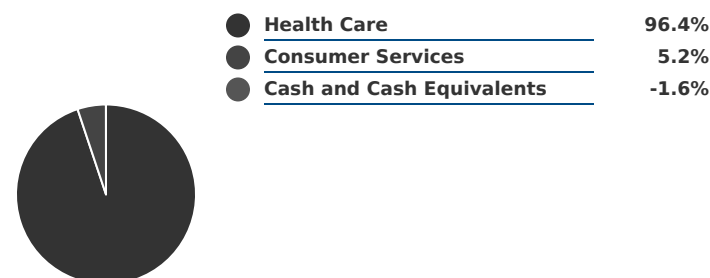 Health Care 96.4%
Consumer Services 5.2%
Cash and Cash Equivalents -1.6%